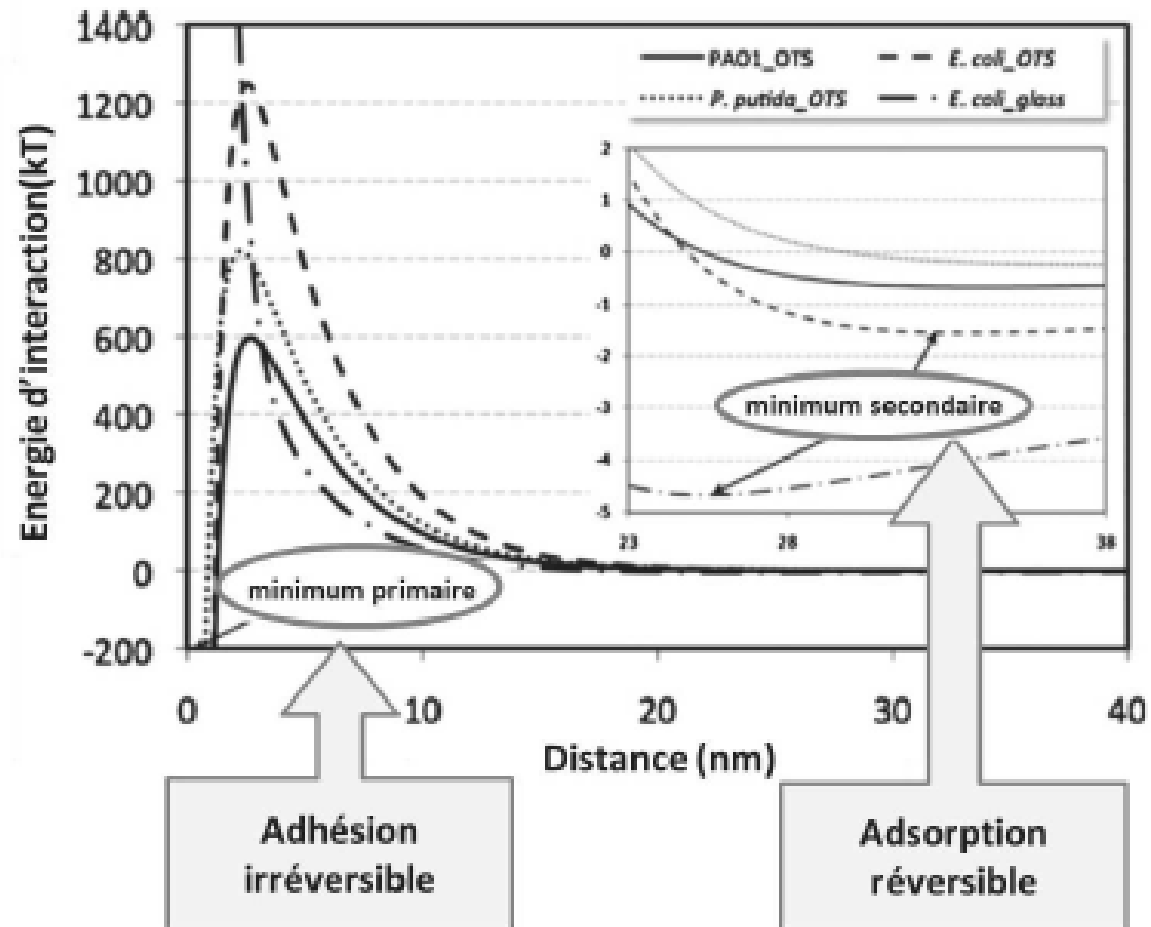 1400
1200
1000
800
600
400
200
0
-200
Energie d'interaction(kT)
PAO1_OTS
E. coli_OTS
P. putida_OTS
E. coli_glass
2
1
0
-1
-2
-3
-4
-5
23
28
38
minimum secondaire
minimum primaire
0
10
20
30
40
Distance (nm)
Adhésion
irréversible
Adsorption
réversible